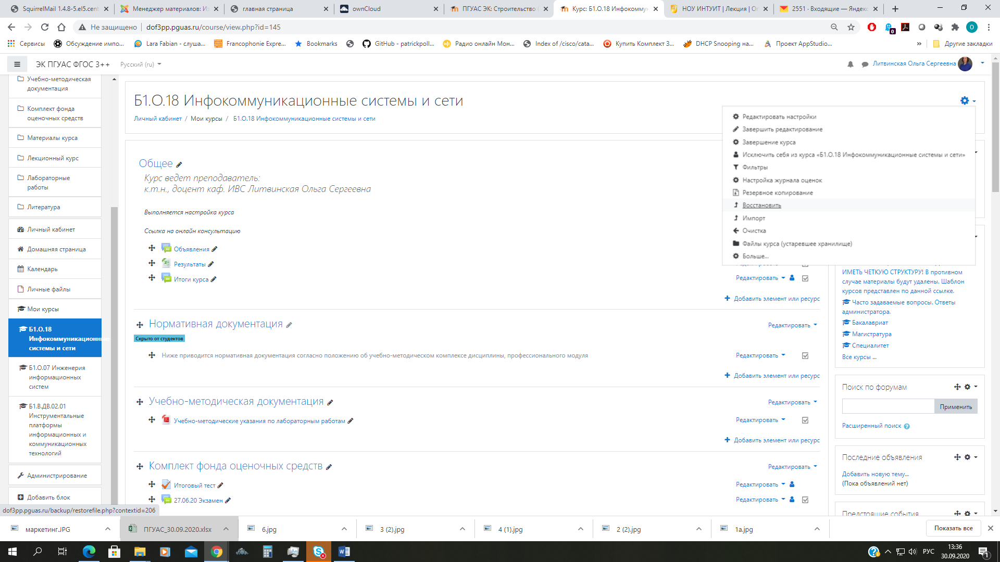 SquirrelMail 1.4.8-5.el5.cent
Менеджер материалов: И
главная страница
ownCloud
ПГУАС ЭК: Строительство
Курс: Б1.О.18 Инфокомму
НОУ ИНТУИТ | Лекция | О
2551 · Входящие — Яндекс
Не защищено
dof3pp.pguas.ru/course/view.php?id=145
О
0
Сервисы
Обсуждение импо...
Lara Fabian - слуша...
Francophonie Expre...
Bookmarks
GitHub - patrickpoll...
Радио онлайн Мон...
Index of /cisco/cata...
Купить Комплект 3...
DHCP Snooping на...
Проект AppStudio...
»
Другие закладки
ЭК ПГУАС ФГОС 3++
Русский (ru)
Литвинская Ольга Сергеевна
Учебно-методическая
документация
Комплект фонда
оценочных средств
Материалы курса
Лекционный курс
Лабораторные
работы
Литература
Личный кабинет
Домашняя страница
Календарь
Личные файлы
Мои курсы
Б1.О.18
Инфокоммуникационные
системы и сети
Б1.О.07 Инженерия
информационных
систем
Б1.В.ДВ.02.01
Инструментальные
платформы
информационных и
коммуникационных
технологий
Администрирование
Добавить блок
Б1.О.18 Инфокоммуникационные системы и сети
Личный кабинет / Мои курсы / Б1.О.18 Инфокоммуникационные системы и сети
Редактировать настройки
Завершить редактирование
Завершение курса
Исключить себя из курса «Б1.О.18 Инфокоммуникационные системы и сети»
Фильтры
Настройка журнала оценок
Резервное копирование
Восстановить
Импорт
Очистка
Файлы курса (устаревшее хранилище)
Больше...
Общее
Курс ведет преподаватель:
к.т.н., доцент каф. ИВС Литвинская Ольга Сергеевна
Выполняется настройка курса
Ссылка на онлайн консультацию
Объявления
Результаты
Итоги курса
Редактировать
Добавить элемент или ресурс
Нормативная документация
Редактировать
Скрыто от студентов
Ниже приводится нормативная документация согласно положению об учебно-методическом комплексе дисциплины, профессионального модуля
Редактировать
Добавить элемент или ресурс
Учебно-методическая документация
Редактировать
Учебно-методические указания по лабораторным работам
Редактировать
Добавить элемент или ресурс
Комплект фонда оценочных средств
Редактировать
Итоговый тест
Редактировать
27.06.20 Экзамен
Редактировать
ИМЕТЬ ЧЕТКУЮ СТРУКТУРУ! В противном
случае материалы будут удалены. Шаблон
курсов представлен по данной ссылке.
Часто задаваемые вопросы. Ответы
администратора.
Бакалавриат
Магистратура
Специалитет
Все курсы ...
Поиск по форумам
Применить
Расширенный поиск
Последние объявления
Добавить новую тему...
(Пока объявлений нет)
Предстоящие события
dof3pp.pguas.ru/backup/restorefile.php?contextid=206
маркетинг.JPG
ПГУАС_30.09.2020.xlsx
6.jpg
3 (2).jpg
4 (1).jpg
2 (2).jpg
1a.jpg
Показать все
РУС
13:36
30.09.2020
1